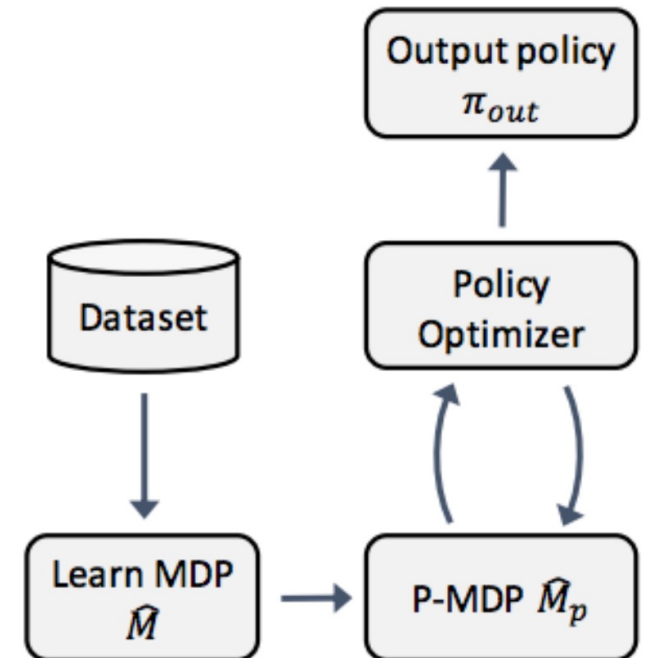 Output policy
π_out
Dataset
Policy
Optimizer
Learn MDP
M̂
P-MDP M̂_p